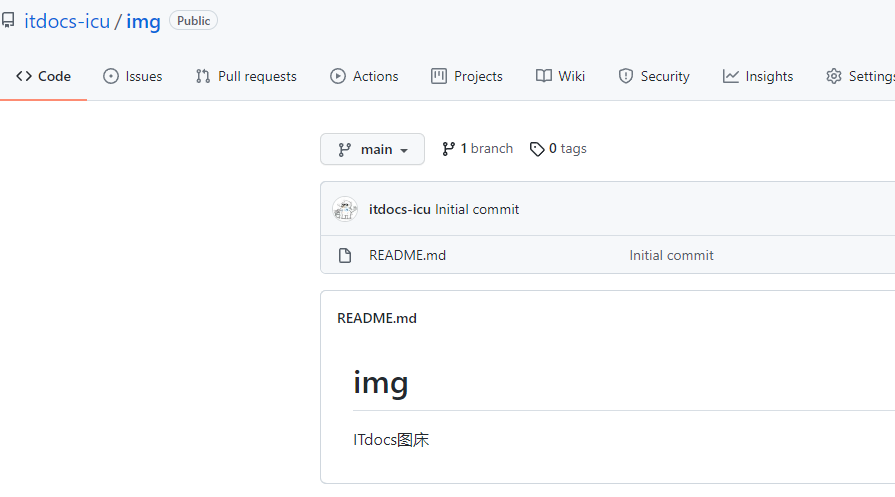 itdocs-icu / img Public
Code Issues Pull requests Actions Projects Wiki Security Insights Settings
main 1 branch 0 tags
itdocs-icu Initial commit
README.md Initial commit
README.md
img
ITdocs图床